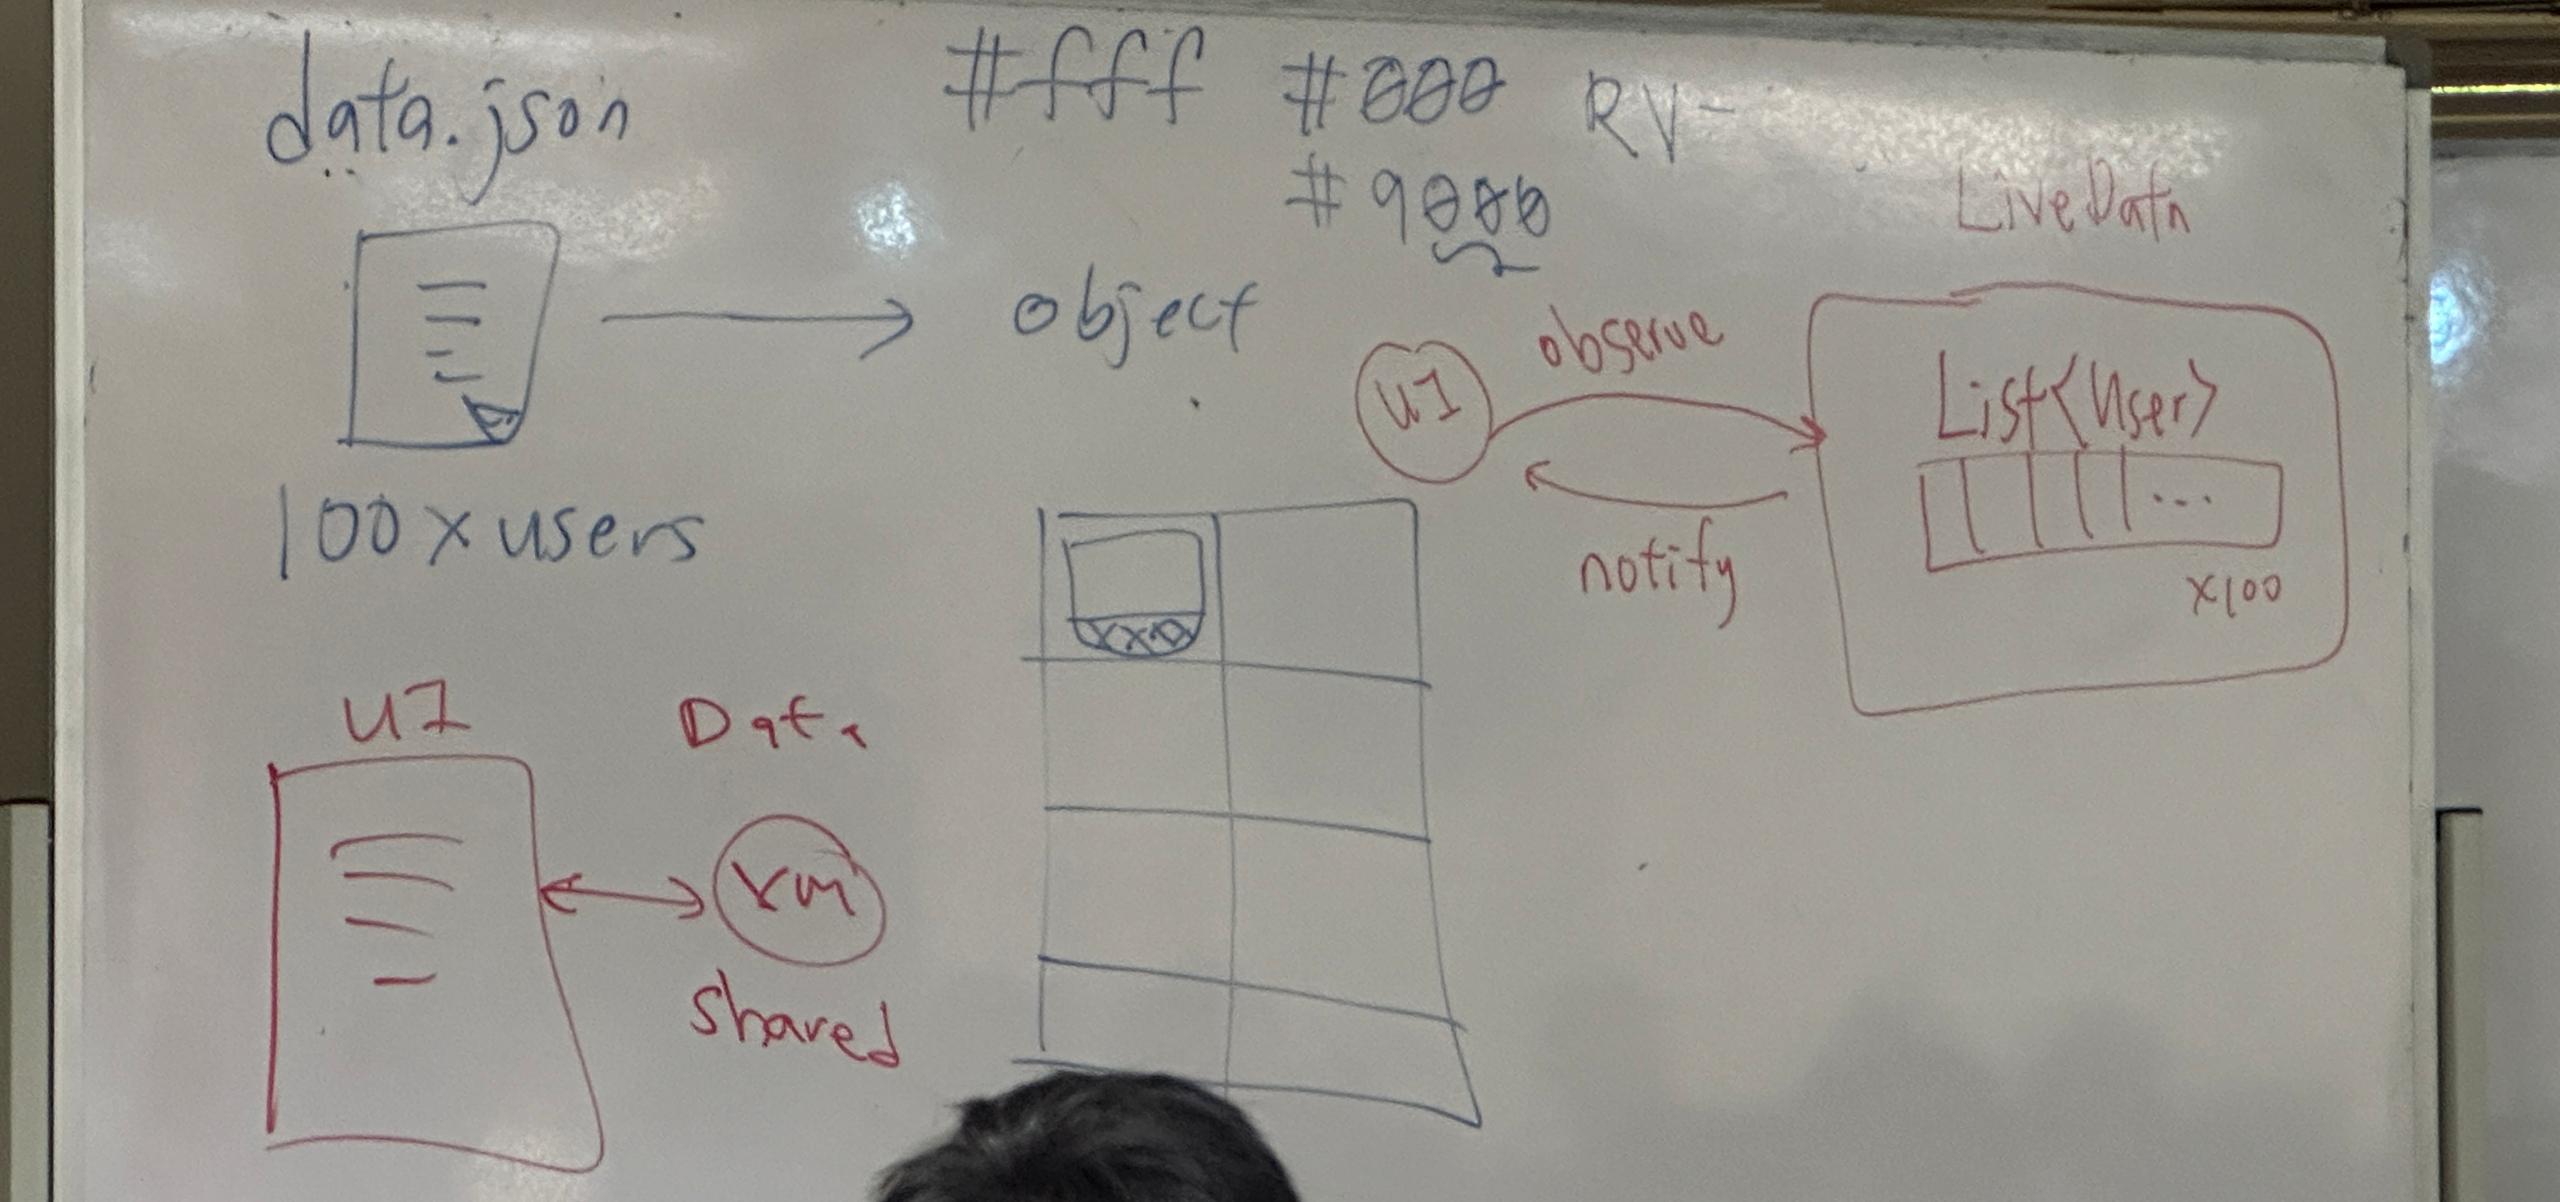 data.json
#fff #000 RV-
#9000
LiveData
object
observe
UI
List<User>
...
100 x users
notify
x100
xxx
UI
Data
VM
shared